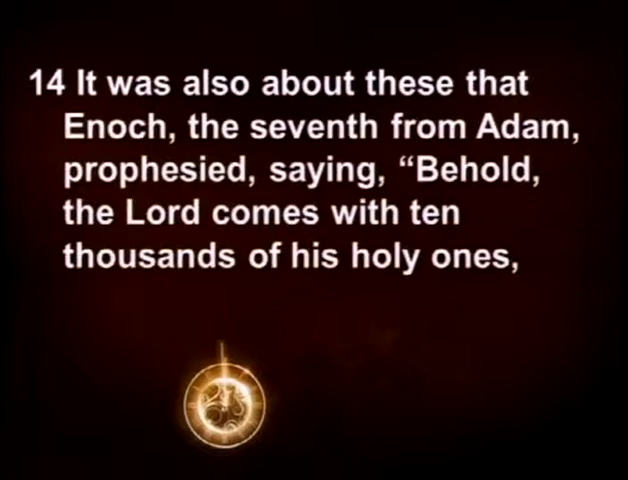 14 It was also about these that
Enoch, the seventh from Adam,
prophesied, saying, “Behold,
the Lord comes with ten
thousands of his holy ones,